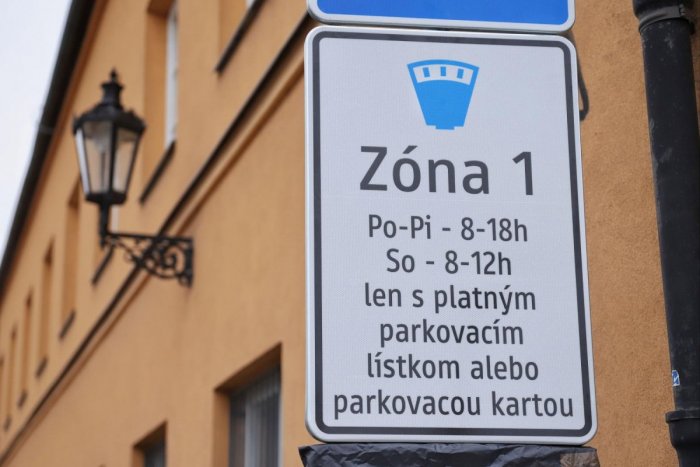 Zóna 1
Po-Pi - 8-18h
So - 8-12h
len s platným
parkovacím
lístkom alebo
parkovacou kartou